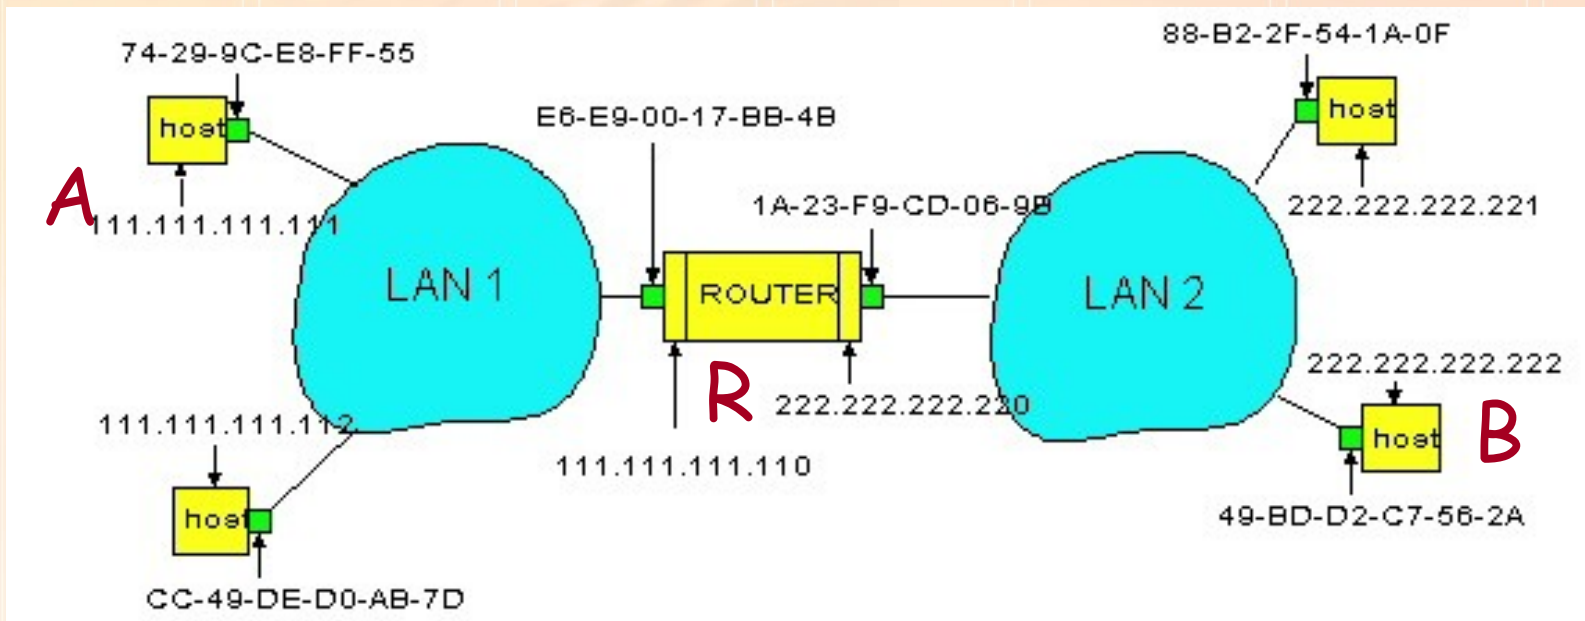 74-29-9C-E8-FF-55
88-B2-2F-54-1A-0F
host
E6-E9-00-17-BB-4B
host
A
111.111.111.111
1A-23-F9-CD-06-9B
222.222.222.221
LAN 1
ROUTER
LAN 2
R
222.222.222.220
222.222.222.222
111.111.111.112
111.111.111.110
host
B
host
49-BD-D2-C7-56-2A
CC-49-DE-D0-AB-7D